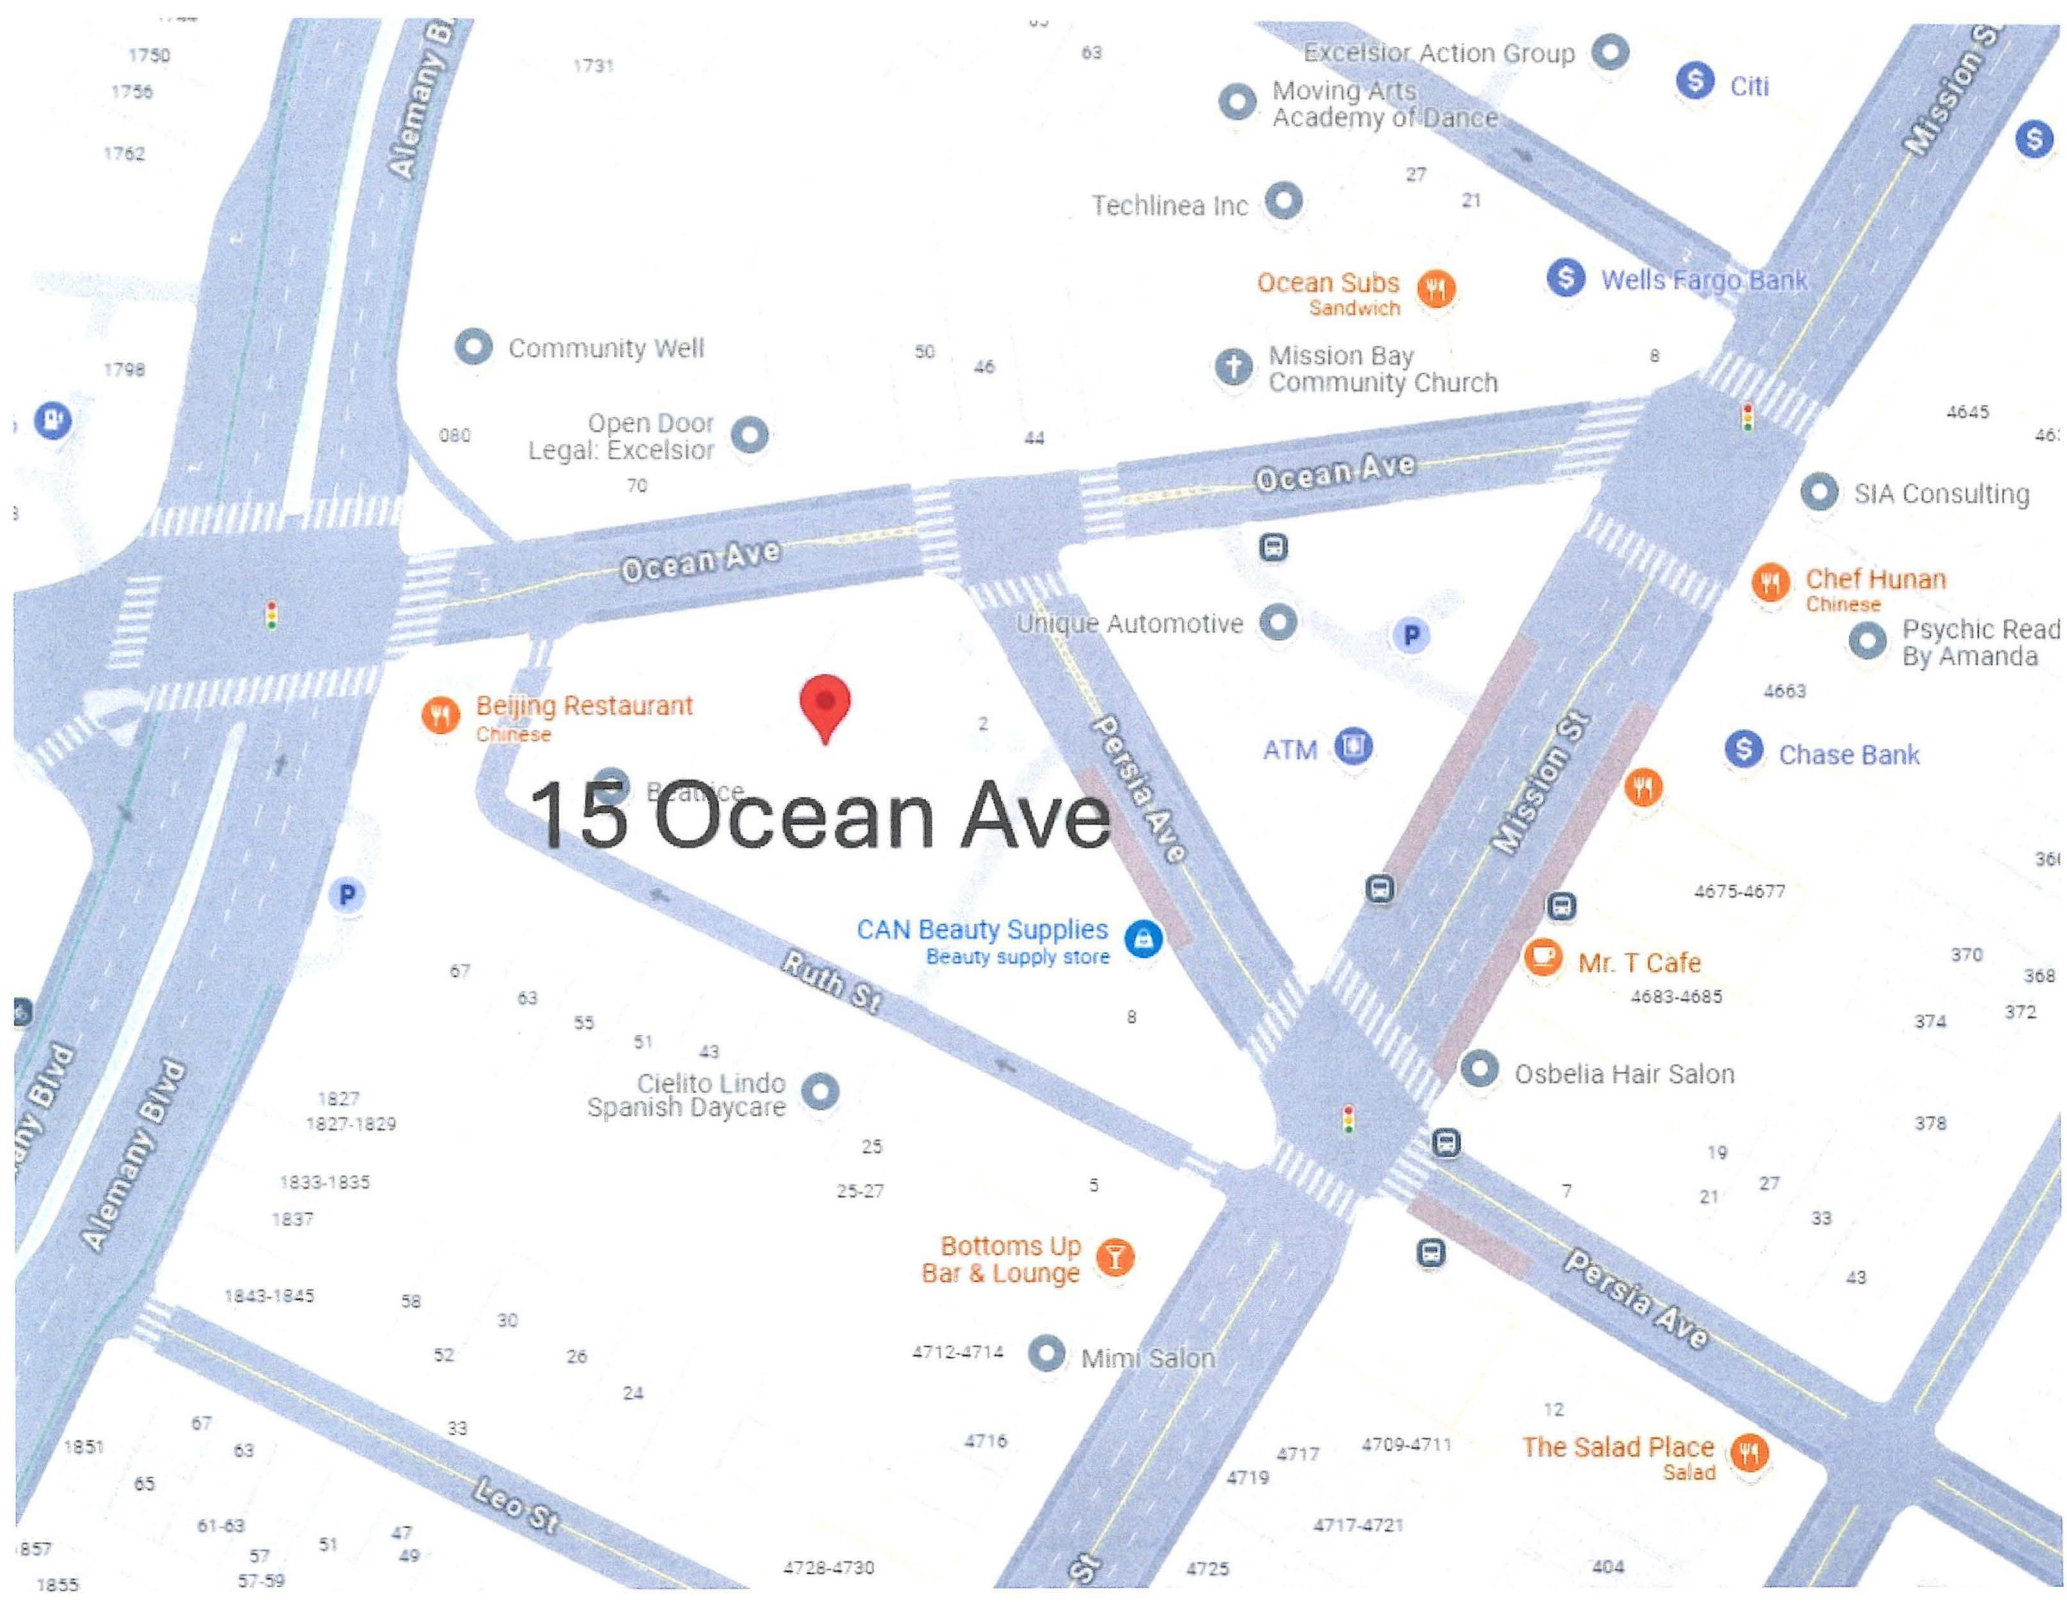 1750
1756
1762
Alemany Bl
1731
63
Excelsior Action Group
Citi
Mission St
Moving Arts
Academy of Dance
27
21
Techlinea Inc
Ocean Subs
Sandwich
Wells Fargo Bank
Community Well
1798
50
46
Mission Bay
Community Church
8
4645
Open Door
Legal: Excelsior
080
44
70
Ocean Ave
SIA Consulting
Ocean Ave
Chef Hunan
Chinese
Unique Automotive
P
Psychic Read
By Amanda
Beijing Restaurant
Chinese
2
4663
Persia Ave
Mission St
ATM
Chase Bank
Beatrice
15 Ocean Ave
P
4675-4677
CAN Beauty Supplies
Beauty supply store
Mr. T Cafe
4683-4685
370
368
372
374
Ruth St
67
63
55
51
43
8
Cielito Lindo
Spanish Daycare
Osbelia Hair Salon
any Blvd
Alemany Blvd
1827
1827-1829
378
25
25-27
5
7
19
21
27
33
43
1833-1835
1837
Bottoms Up
Bar & Lounge
Persia Ave
1843-1845
58
30
52
26
24
4712-4714
Mimi Salon
12
33
67
63
65
1851
4716
4717
4709-4711
4719
The Salad Place
Salad
Leo St
61-63
51
47
49
57
57-59
857
1855
4717-4721
4728-4730
St
4725
404